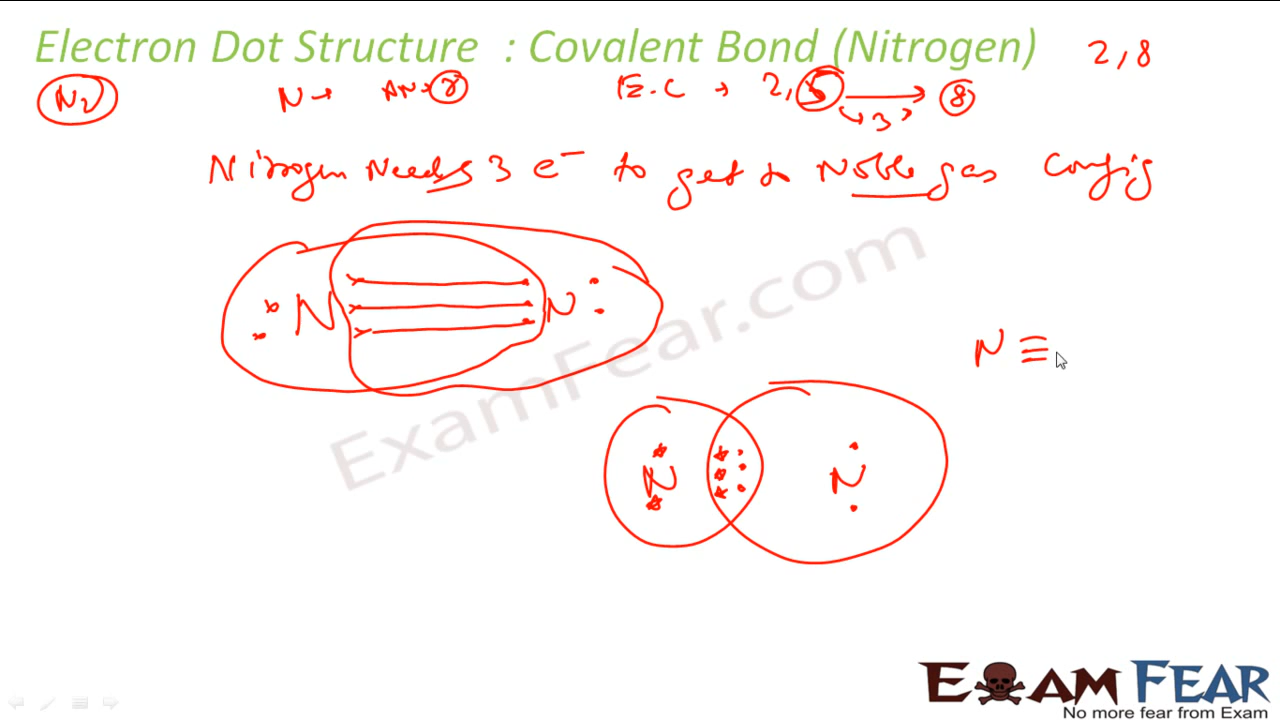 Electron Dot Structure : Covalent Bond (Nitrogen) 2,8
N₂ N → AN → 7 E.C → 2,5 → 8
3
Nitrogen Needs 3 e⁻ to get to Noble gas Config
N N
N ≡
N N
ExamFear.com
EXAM FEAR
No more fear from Exam